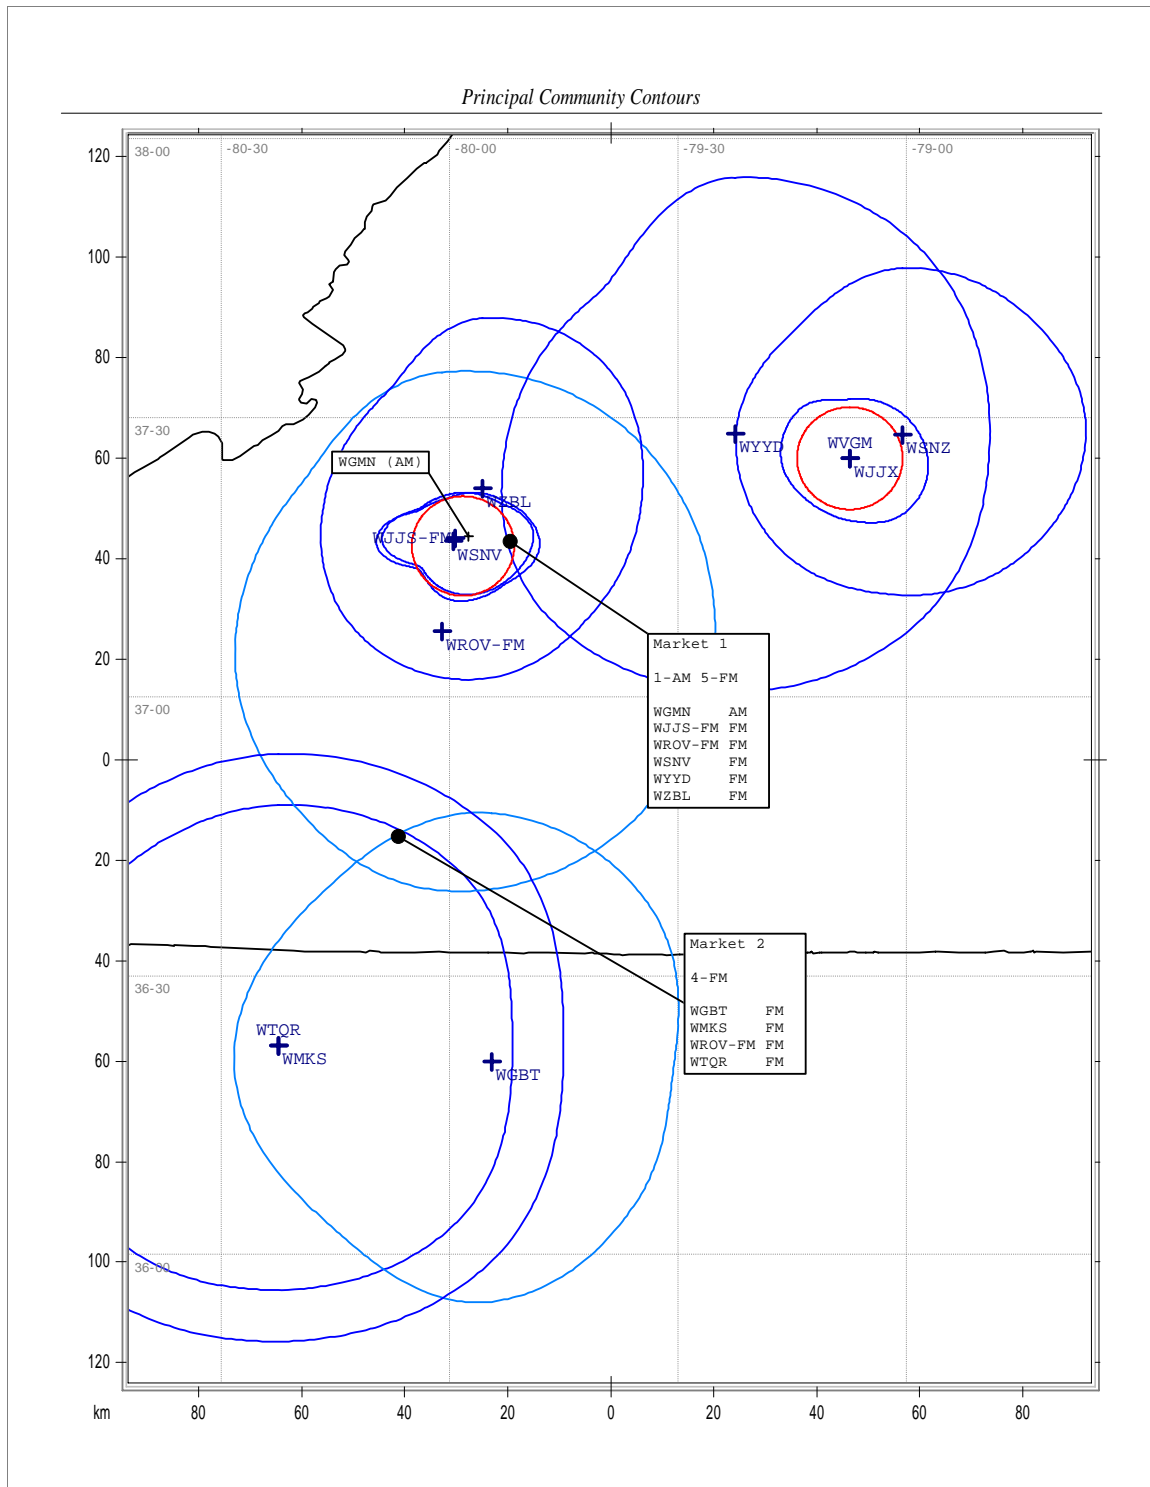 Principal Community Contours
38-00
-80-30
-80-00
-79-30
-79-00
120
100
80
37-30
60
WYYD
WVGM
WSNZ
WJJX
WGMN (AM)
WZBL
WJJS-FM
WSNV
40
WROV-FM
20
37-00
Market 1
1-AM 5-FM
WGMN AM
WJJS-FM FM
WROV-FM FM
WSNV FM
WYYD FM
WZBL FM
0
20
Market 2
4-FM
WGBT FM
WMKS FM
WROV-FM FM
WTQR FM
40
36-30
WTQR
WMKS
60
WGBT
80
100
36-00
120
km 80 60 40 20 0 20 40 60 80